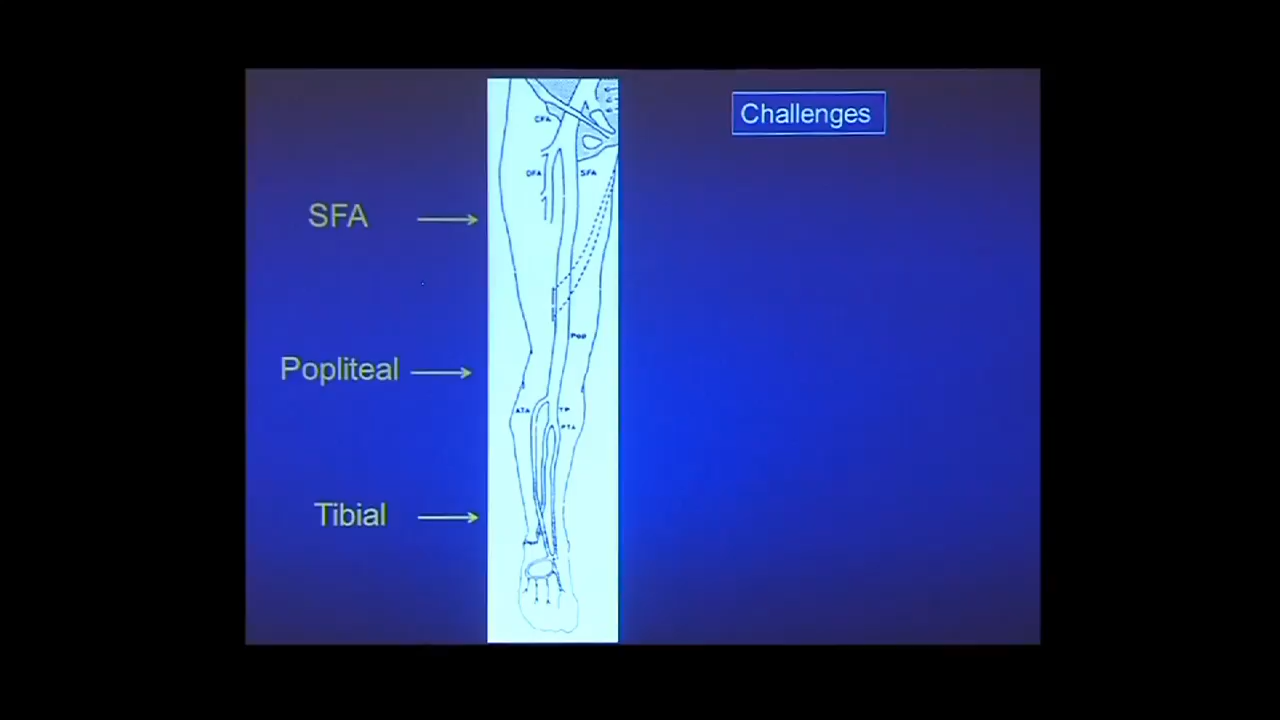 Challenges
CFA
DFA
SFA
SFA
Pop
Popliteal
ATA
TP
PTA
Tibial